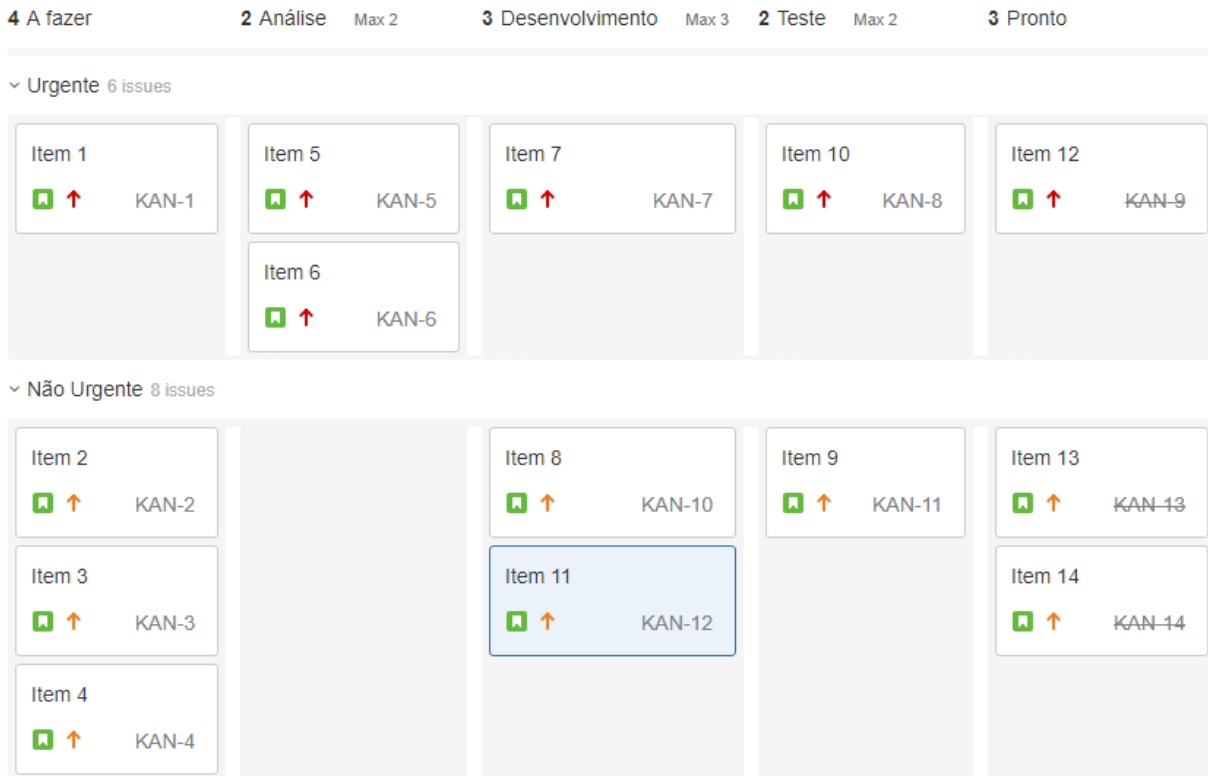 4 A fazer 2 Análise Max 2 3 Desenvolvimento Max 3 2 Teste Max 2 3 Pronto
Urgente 6 issues
Item 1 Item 5 Item 7 Item 10 Item 12
KAN-1 KAN-5 KAN-7 KAN-8 KAN-9
Item 6
KAN-6
Não Urgente 8 issues
Item 2 Item 8 Item 9 Item 13
KAN-2 KAN-10 KAN-11 KAN-13
Item 3 Item 11 Item 14
KAN-3 KAN-12 KAN-14
Item 4
KAN-4